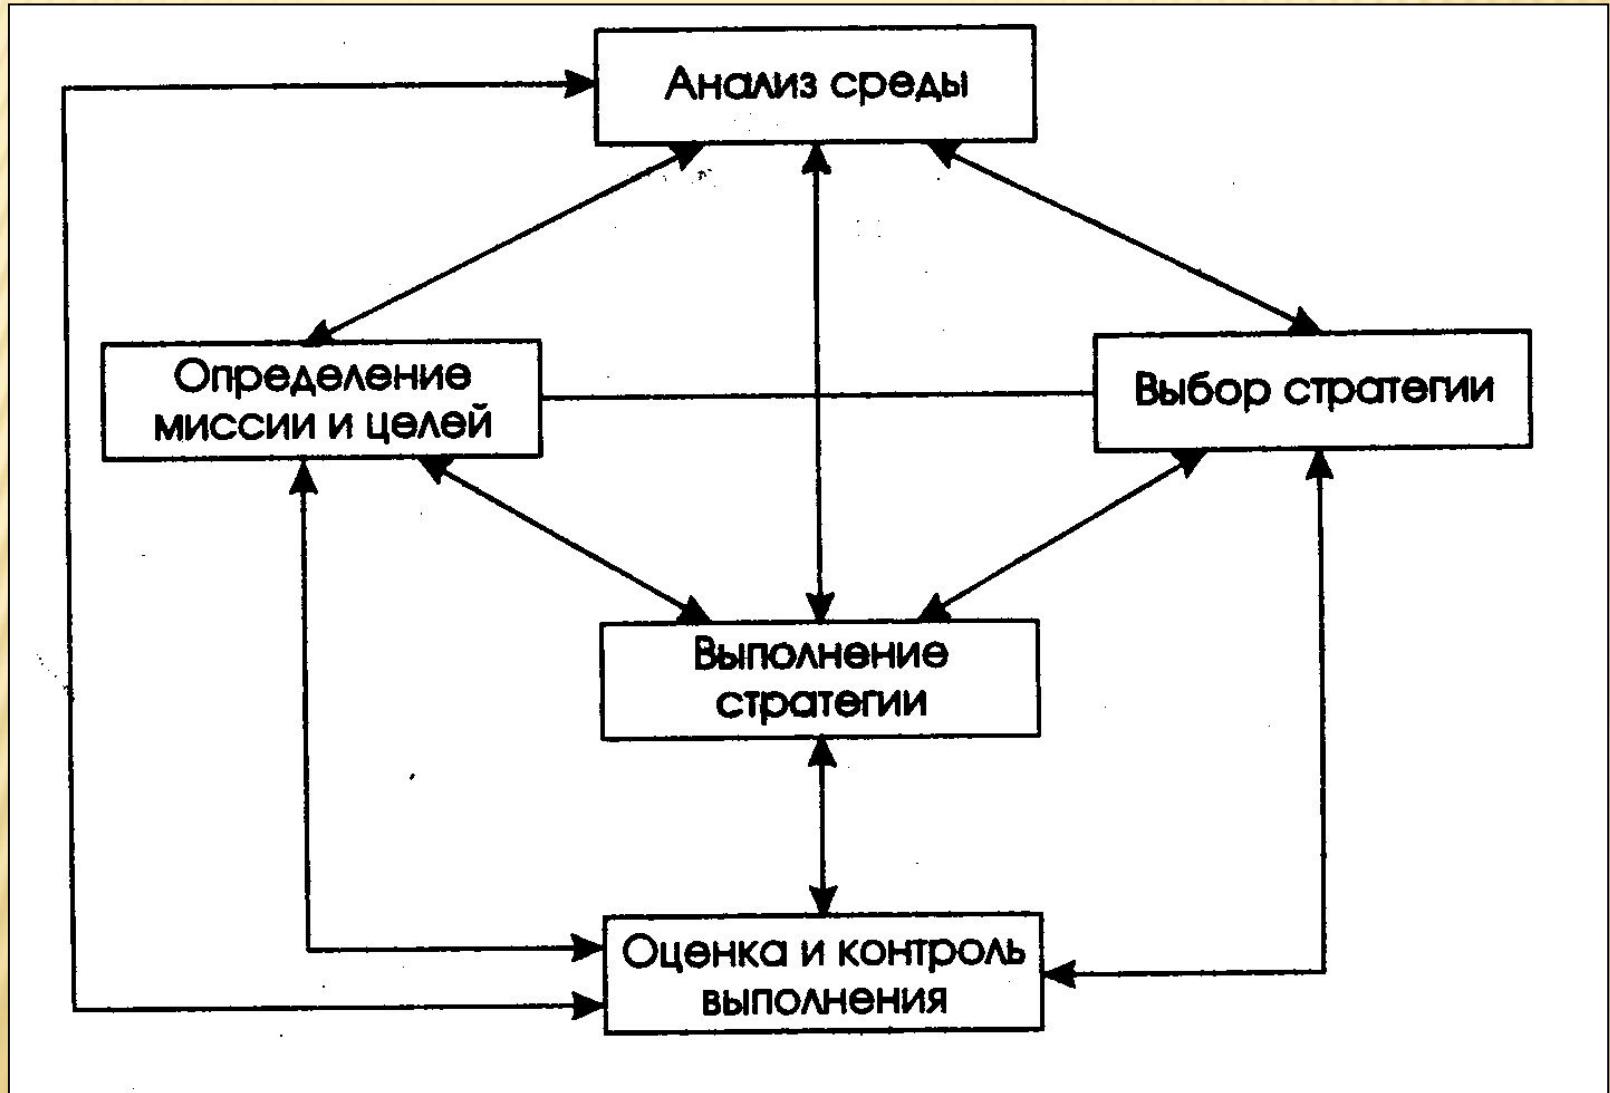 Анализ среды
Определение
миссии и целей
Выбор стратегии
Выполнение
стратегии
Оценка и контроль
выполнения